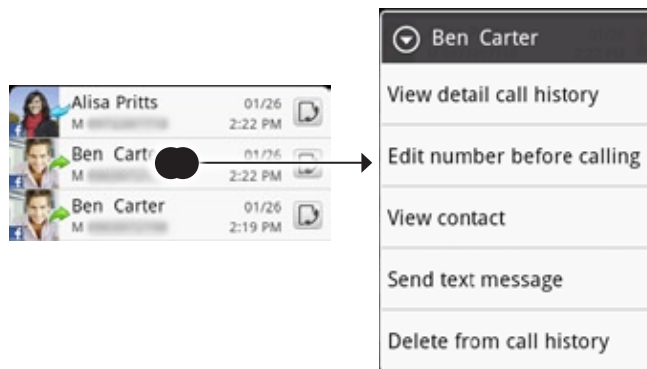 Alisa Pritts 01/26
M 2:22 PM
Ben Cart 01/26
M 2:22 PM
Ben Carter 01/26
M 2:19 PM
Ben Carter
View detail call history
Edit number before calling
View contact
Send text message
Delete from call history